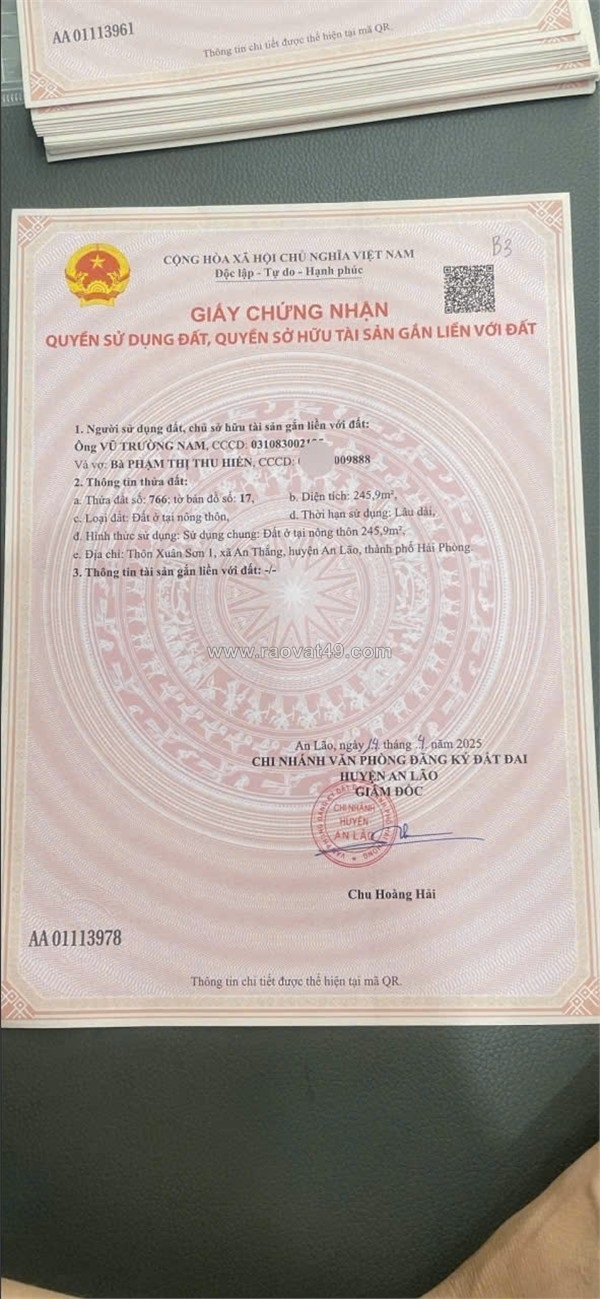 AA 01113961
Thông tin chi tiết được thể hiện tại mã QR.
B3
CỘNG HÒA XÃ HỘI CHỦ NGHĨA VIỆT NAM
Độc lập - Tự do - Hạnh phúc
GIẤY CHỨNG NHẬN
QUYỀN SỬ DỤNG ĐẤT, QUYỀN SỞ HỮU TÀI SẢN GẮN LIỀN VỚI ĐẤT
1. Người sử dụng đất, chủ sở hữu tài sản gắn liền với đất:
Ông VŨ TRƯỜNG NAM, CCCD: 031083002
Và vợ: Bà PHẠM THỊ THU HIỀN, CCCD: 009888
2. Thông tin thửa đất:
a. Thửa đất số: 766; tờ bản đồ số: 17, b. Diện tích: 245,9m²,
c. Loại đất: Đất ở tại nông thôn, d. Thời hạn sử dụng: Lâu dài,
đ. Hình thức sử dụng: Sử dụng chung: Đất ở tại nông thôn 245,9m²,
e. Địa chỉ: Thôn Xuân Sơn 1, xã An Thắng, huyện An Lão, thành phố Hải Phòng.
3. Thông tin tài sản gắn liền với đất: -/-
www.raovat49.com
An Lão, ngày 14 tháng 4 năm 2025
CHI NHÁNH VĂN PHÒNG ĐĂNG KÝ ĐẤT ĐAI
HUYỆN AN LÃO
GIÁM ĐỐC
CHI NHÁNH
HUYỆN
AN LÃO
Chu Hoàng Hải
AA 01113978
Thông tin chi tiết được thể hiện tại mã QR.